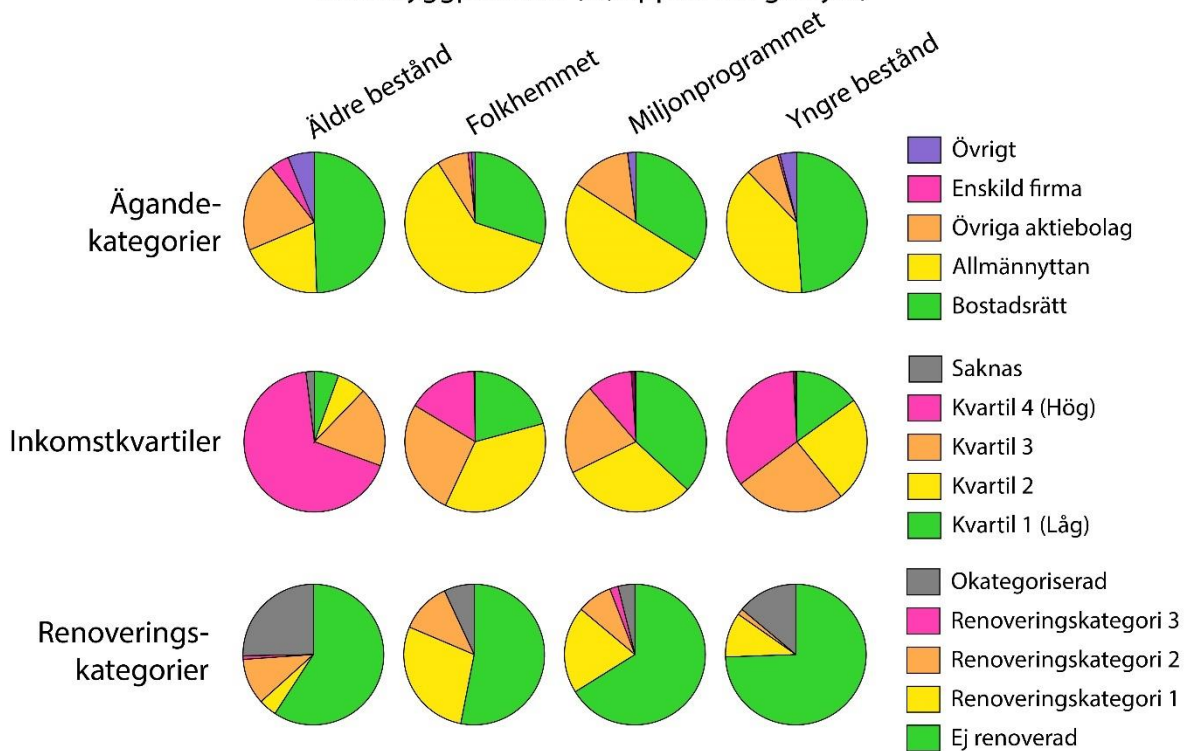 Äldre bestånd
Folkhemmet
Miljonprogrammet
Yngre bestånd
Ägande-
kategorier
Övrigt
Enskild firma
Övriga aktiebolag
Allmännyttan
Bostadsrätt
Inkomstkvartiler
Saknas
Kvartil 4 (Hög)
Kvartil 3
Kvartil 2
Kvartil 1 (Låg)
Renoverings-
kategorier
Okategoriserad
Renoveringskategori 3
Renoveringskategori 2
Renoveringskategori 1
Ej renoverad